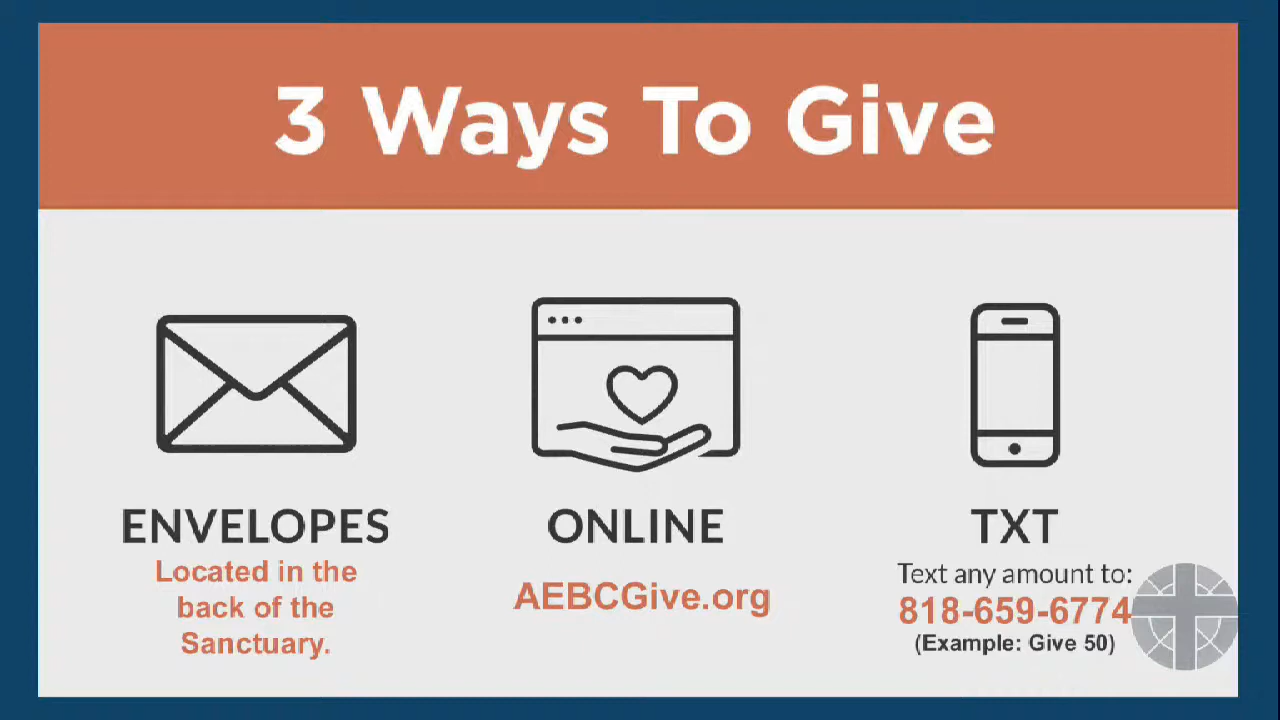 3 Ways To Give
ENVELOPES
Located in the
back of the
Sanctuary.
ONLINE
AEBCGive.org
TXT
Text any amount to:
818-659-6774
(Example: Give 50)